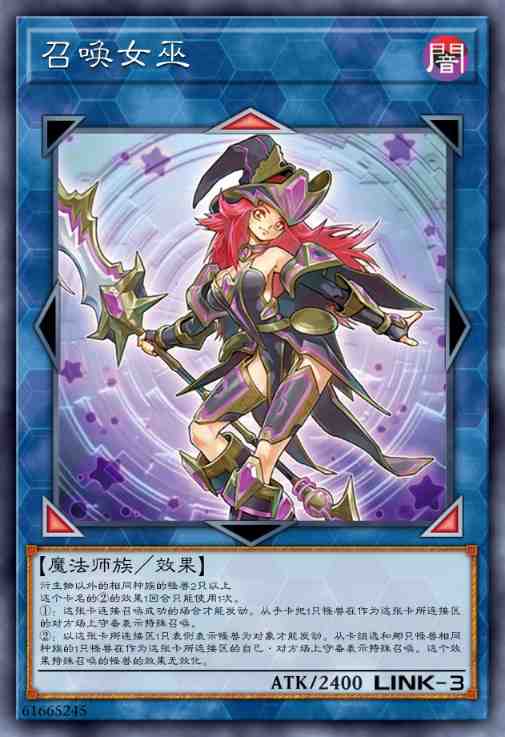 召唤女巫
闇
【魔法师族／效果】
衍生物以外的相同种族的怪兽2只以上
这个卡名的②的效果1回合只能使用1次。
①：这张卡连接召唤成功的场合才能发动。从手卡把1只怪兽在作为这张卡所连接区
的对方场上守备表示特殊召唤。
②：以这张卡所连接区1只表侧表示怪兽为对象才能发动。从卡组选和那只怪兽相同
种族的1只怪兽在作为这张卡所连接区的自己·对方场上守备表示特殊召唤。这个效
果特殊召唤的怪兽的效果无效化。
ATK/2400 LINK-3
61665245